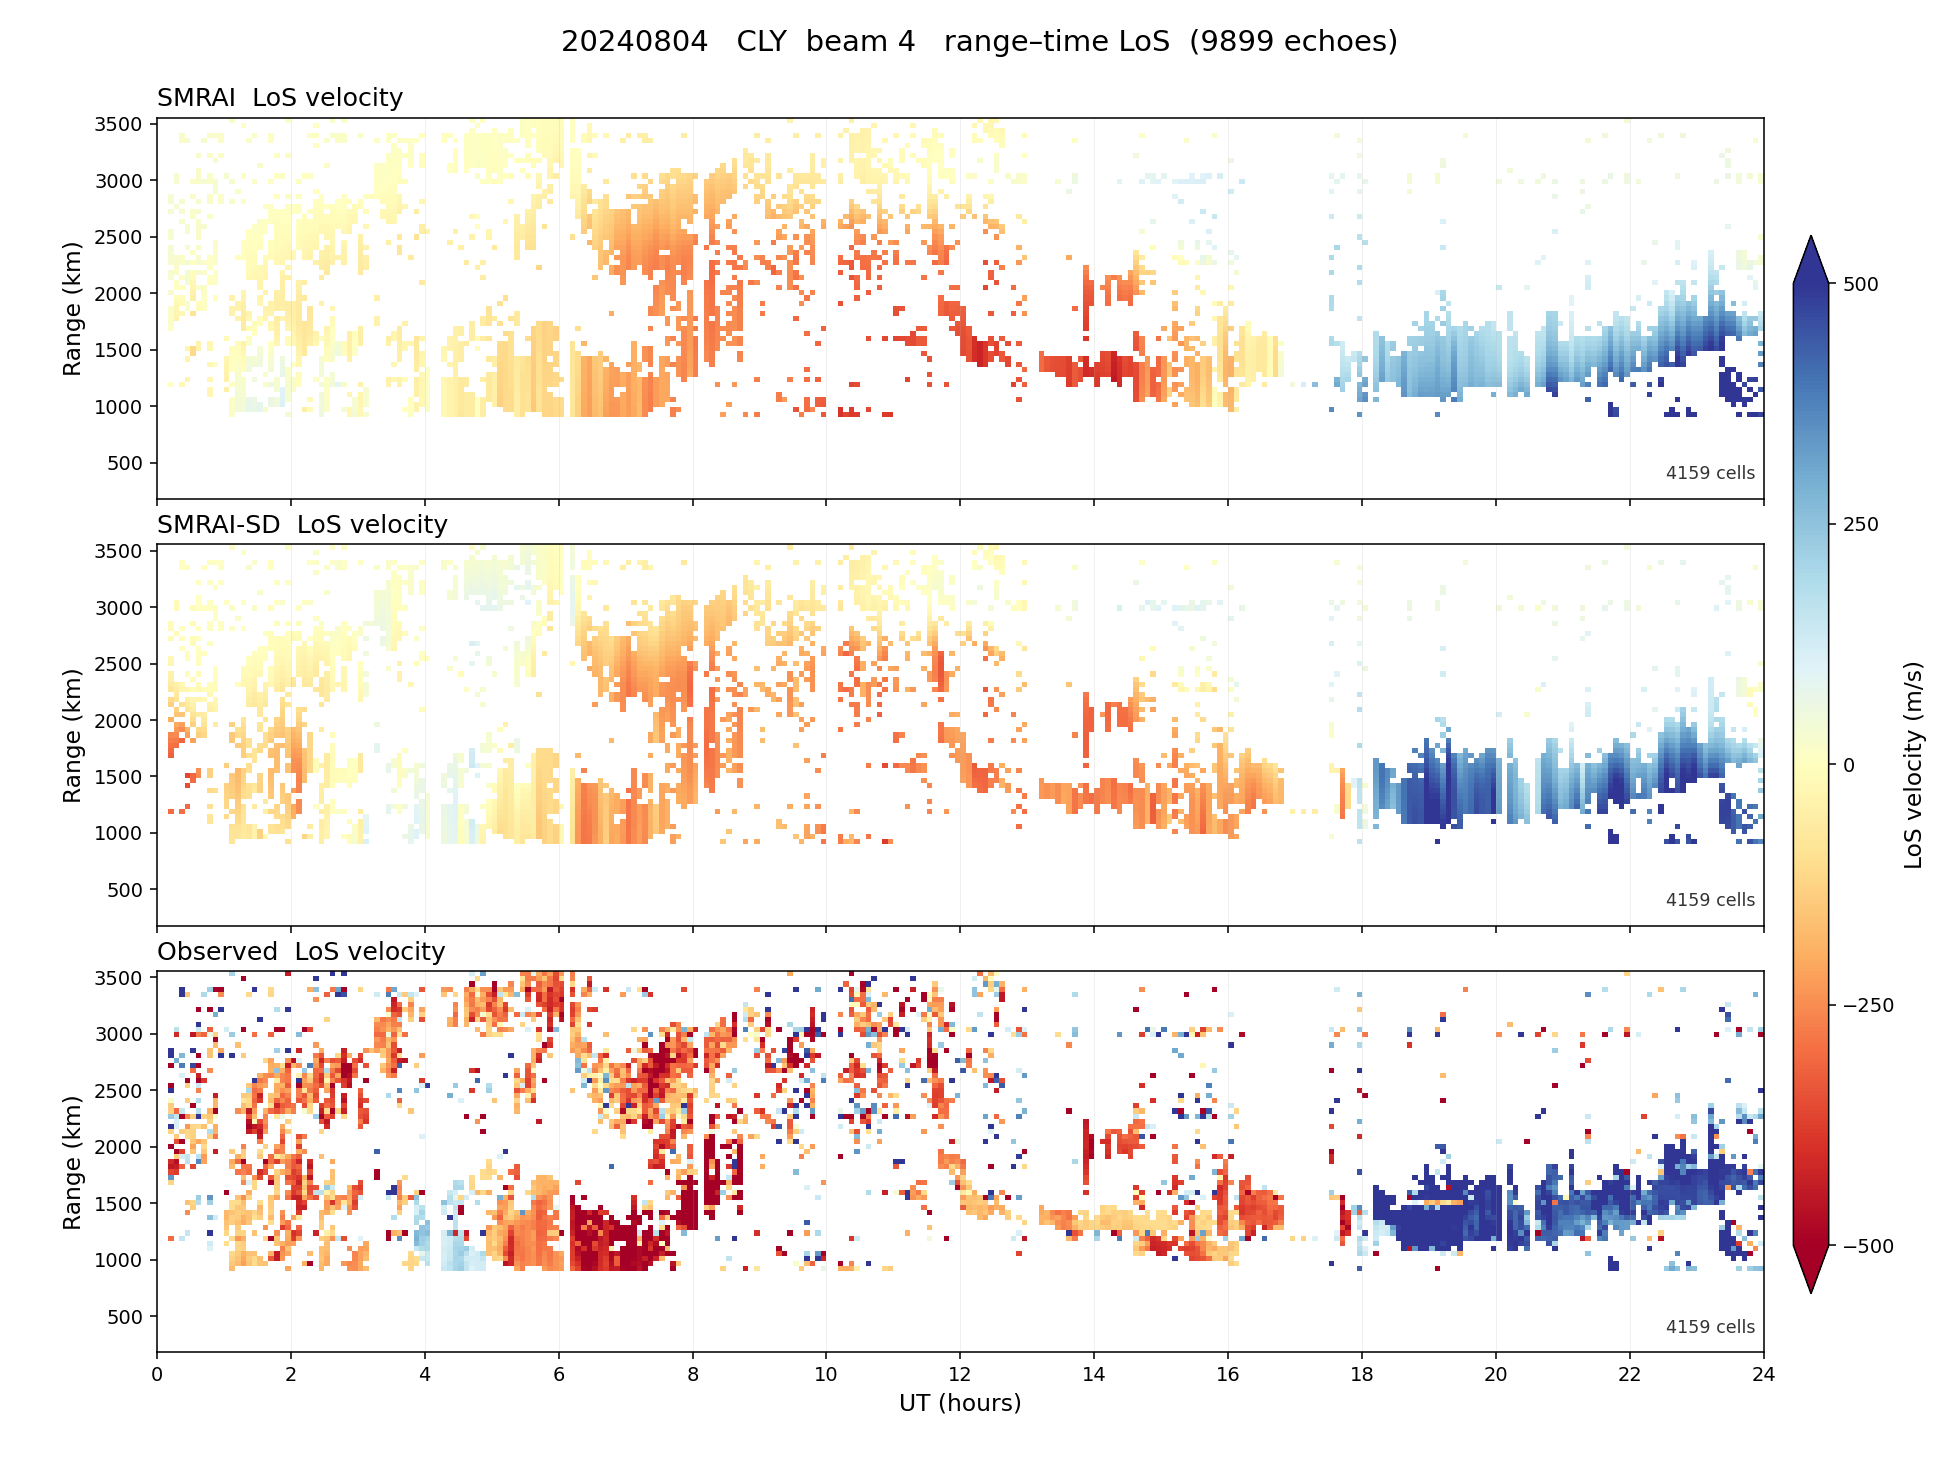 20240804   CLY  beam 4   range–time LoS  (9899 echoes)
SMRAI  LoS velocity
3500
3000
2500
2000
1500
1000
500
Range (km)
4159 cells
SMRAI-SD  LoS velocity
3500
3000
2500
2000
1500
1000
500
Range (km)
4159 cells
Observed  LoS velocity
3500
3000
2500
2000
1500
1000
500
Range (km)
4159 cells
0 2 4 6 8 10 12 14 16 18 20 22 24
UT (hours)
500
250
0
−250
−500
LoS velocity (m/s)